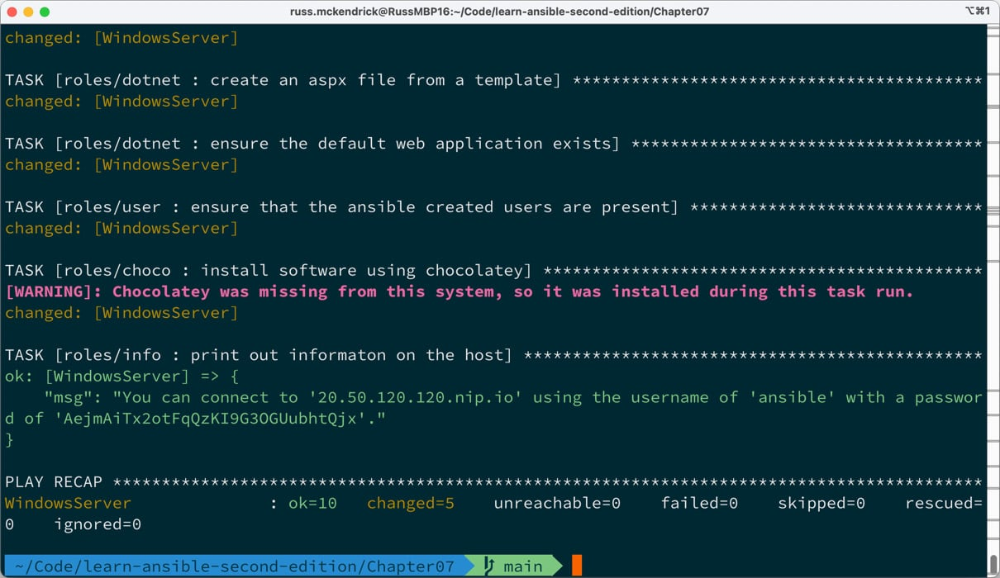 russ.mckendrick@RussMBP16:~/Code/learn-ansible-second-edition/Chapter07 ⌥⌘1
changed: [WindowsServer]
TASK [roles/dotnet : create an aspx file from a template] ******************************************
changed: [WindowsServer]
TASK [roles/dotnet : ensure the default web application exists] ************************************
changed: [WindowsServer]
TASK [roles/user : ensure that the ansible created users are present] ******************************
changed: [WindowsServer]
TASK [roles/choco : install software using chocolatey] *********************************************
[WARNING]: Chocolatey was missing from this system, so it was installed during this task run.
changed: [WindowsServer]
TASK [roles/info : print out informaton on the host] ***********************************************
ok: [WindowsServer] => {
    "msg": "You can connect to '20.50.120.120.nip.io' using the username of 'ansible' with a passwor
d of 'AejmAiTx2otFqQzKI9G3OGUubhtQjx'."
}
PLAY RECAP *****************************************************************************************
WindowsServer              : ok=10   changed=5    unreachable=0    failed=0    skipped=0    rescued=
0    ignored=0
~/Code/learn-ansible-second-edition/Chapter07 main